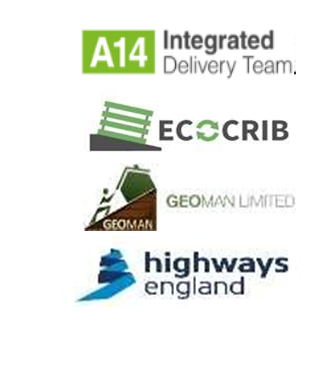 A14 Integrated
Delivery Team.
ECOCRIB
GEOMAN
GEOMAN LIMITED
highways
england